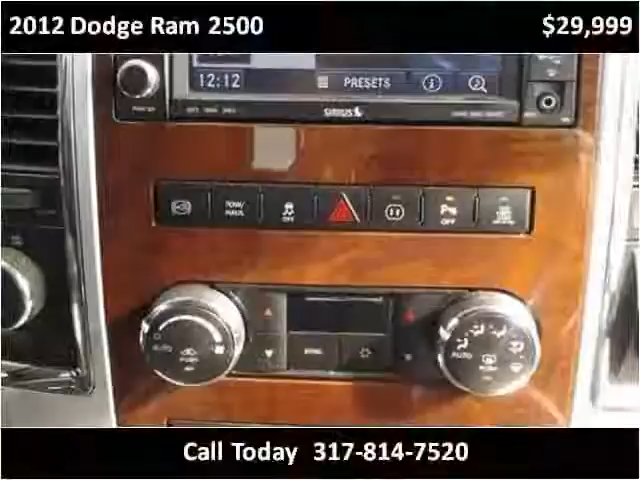 2012 Dodge Ram 2500 $29,999
12:12 PRESETS
SIRIUS
TOW/ OFF OFF
HAUL
AUTO SYNC AUTO
Call Today 317-814-7520